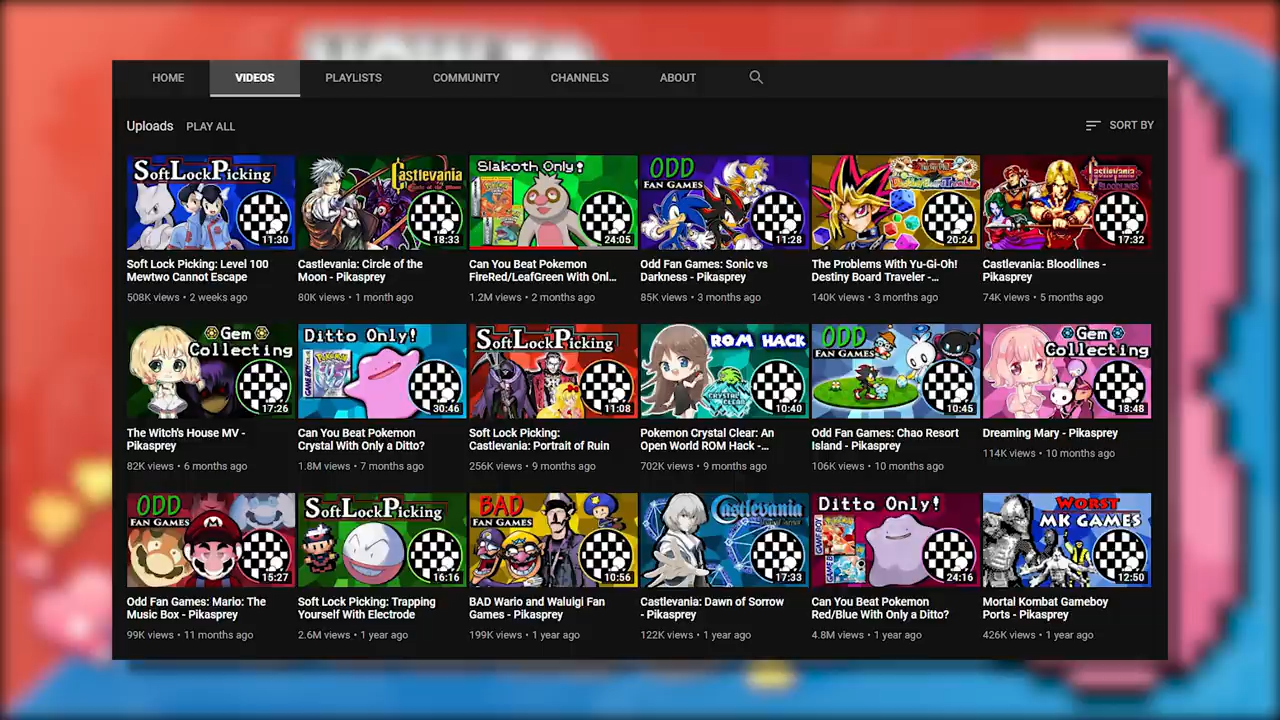 HOME VIDEOS PLAYLISTS COMMUNITY CHANNELS ABOUT
Uploads PLAY ALL SORT BY
SoftLockPicking
11:30
Castlevania
18:33
Slakoth Only!
24:05
ODD
FAN GAMES
11:28
20:24
Castlevania
BLOODLINES
17:32
Soft Lock Picking: Level 100
Mewtwo Cannot Escape
508K views • 2 weeks ago
Castlevania: Circle of the
Moon - Pikasprey
80K views • 1 month ago
Can You Beat Pokemon
FireRed/LeafGreen With Onl...
1.2M views • 2 months ago
Odd Fan Games: Sonic vs
Darkness - Pikasprey
85K views • 3 months ago
The Problems With Yu-Gi-Oh!
Destiny Board Traveler -...
140K views • 3 months ago
Castlevania: Bloodlines -
Pikasprey
74K views • 5 months ago
Gem
Collecting
17:26
Ditto Only!
30:46
SoftLockPicking
11:08
ROM HACK
CRYSTAL
CLEAR
10:40
ODD
FAN GAMES
10:45
Gem
Collecting
18:48
The Witch's House MV -
Pikasprey
82K views • 6 months ago
Can You Beat Pokemon
Crystal With Only a Ditto?
1.8M views • 7 months ago
Soft Lock Picking:
Castlevania: Portrait of Ruin
256K views • 9 months ago
Pokemon Crystal Clear: An
Open World ROM Hack -...
702K views • 9 months ago
Odd Fan Games: Chao Resort
Island - Pikasprey
106K views • 10 months ago
Dreaming Mary - Pikasprey
114K views • 10 months ago
ODD
FAN GAMES
15:27
SoftLockPicking
16:16
BAD
FAN GAMES
10:56
Castlevania
17:33
Ditto Only!
24:16
WORST
MK GAMES
12:50
Odd Fan Games: Mario: The
Music Box - Pikasprey
99K views • 11 months ago
Soft Lock Picking: Trapping
Yourself With Electrode
2.6M views • 1 year ago
BAD Wario and Waluigi Fan
Games - Pikasprey
199K views • 1 year ago
Castlevania: Dawn of Sorrow
- Pikasprey
122K views • 1 year ago
Can You Beat Pokemon
Red/Blue With Only a Ditto?
4.8M views • 1 year ago
Mortal Kombat Gameboy
Ports - Pikasprey
426K views • 1 year ago